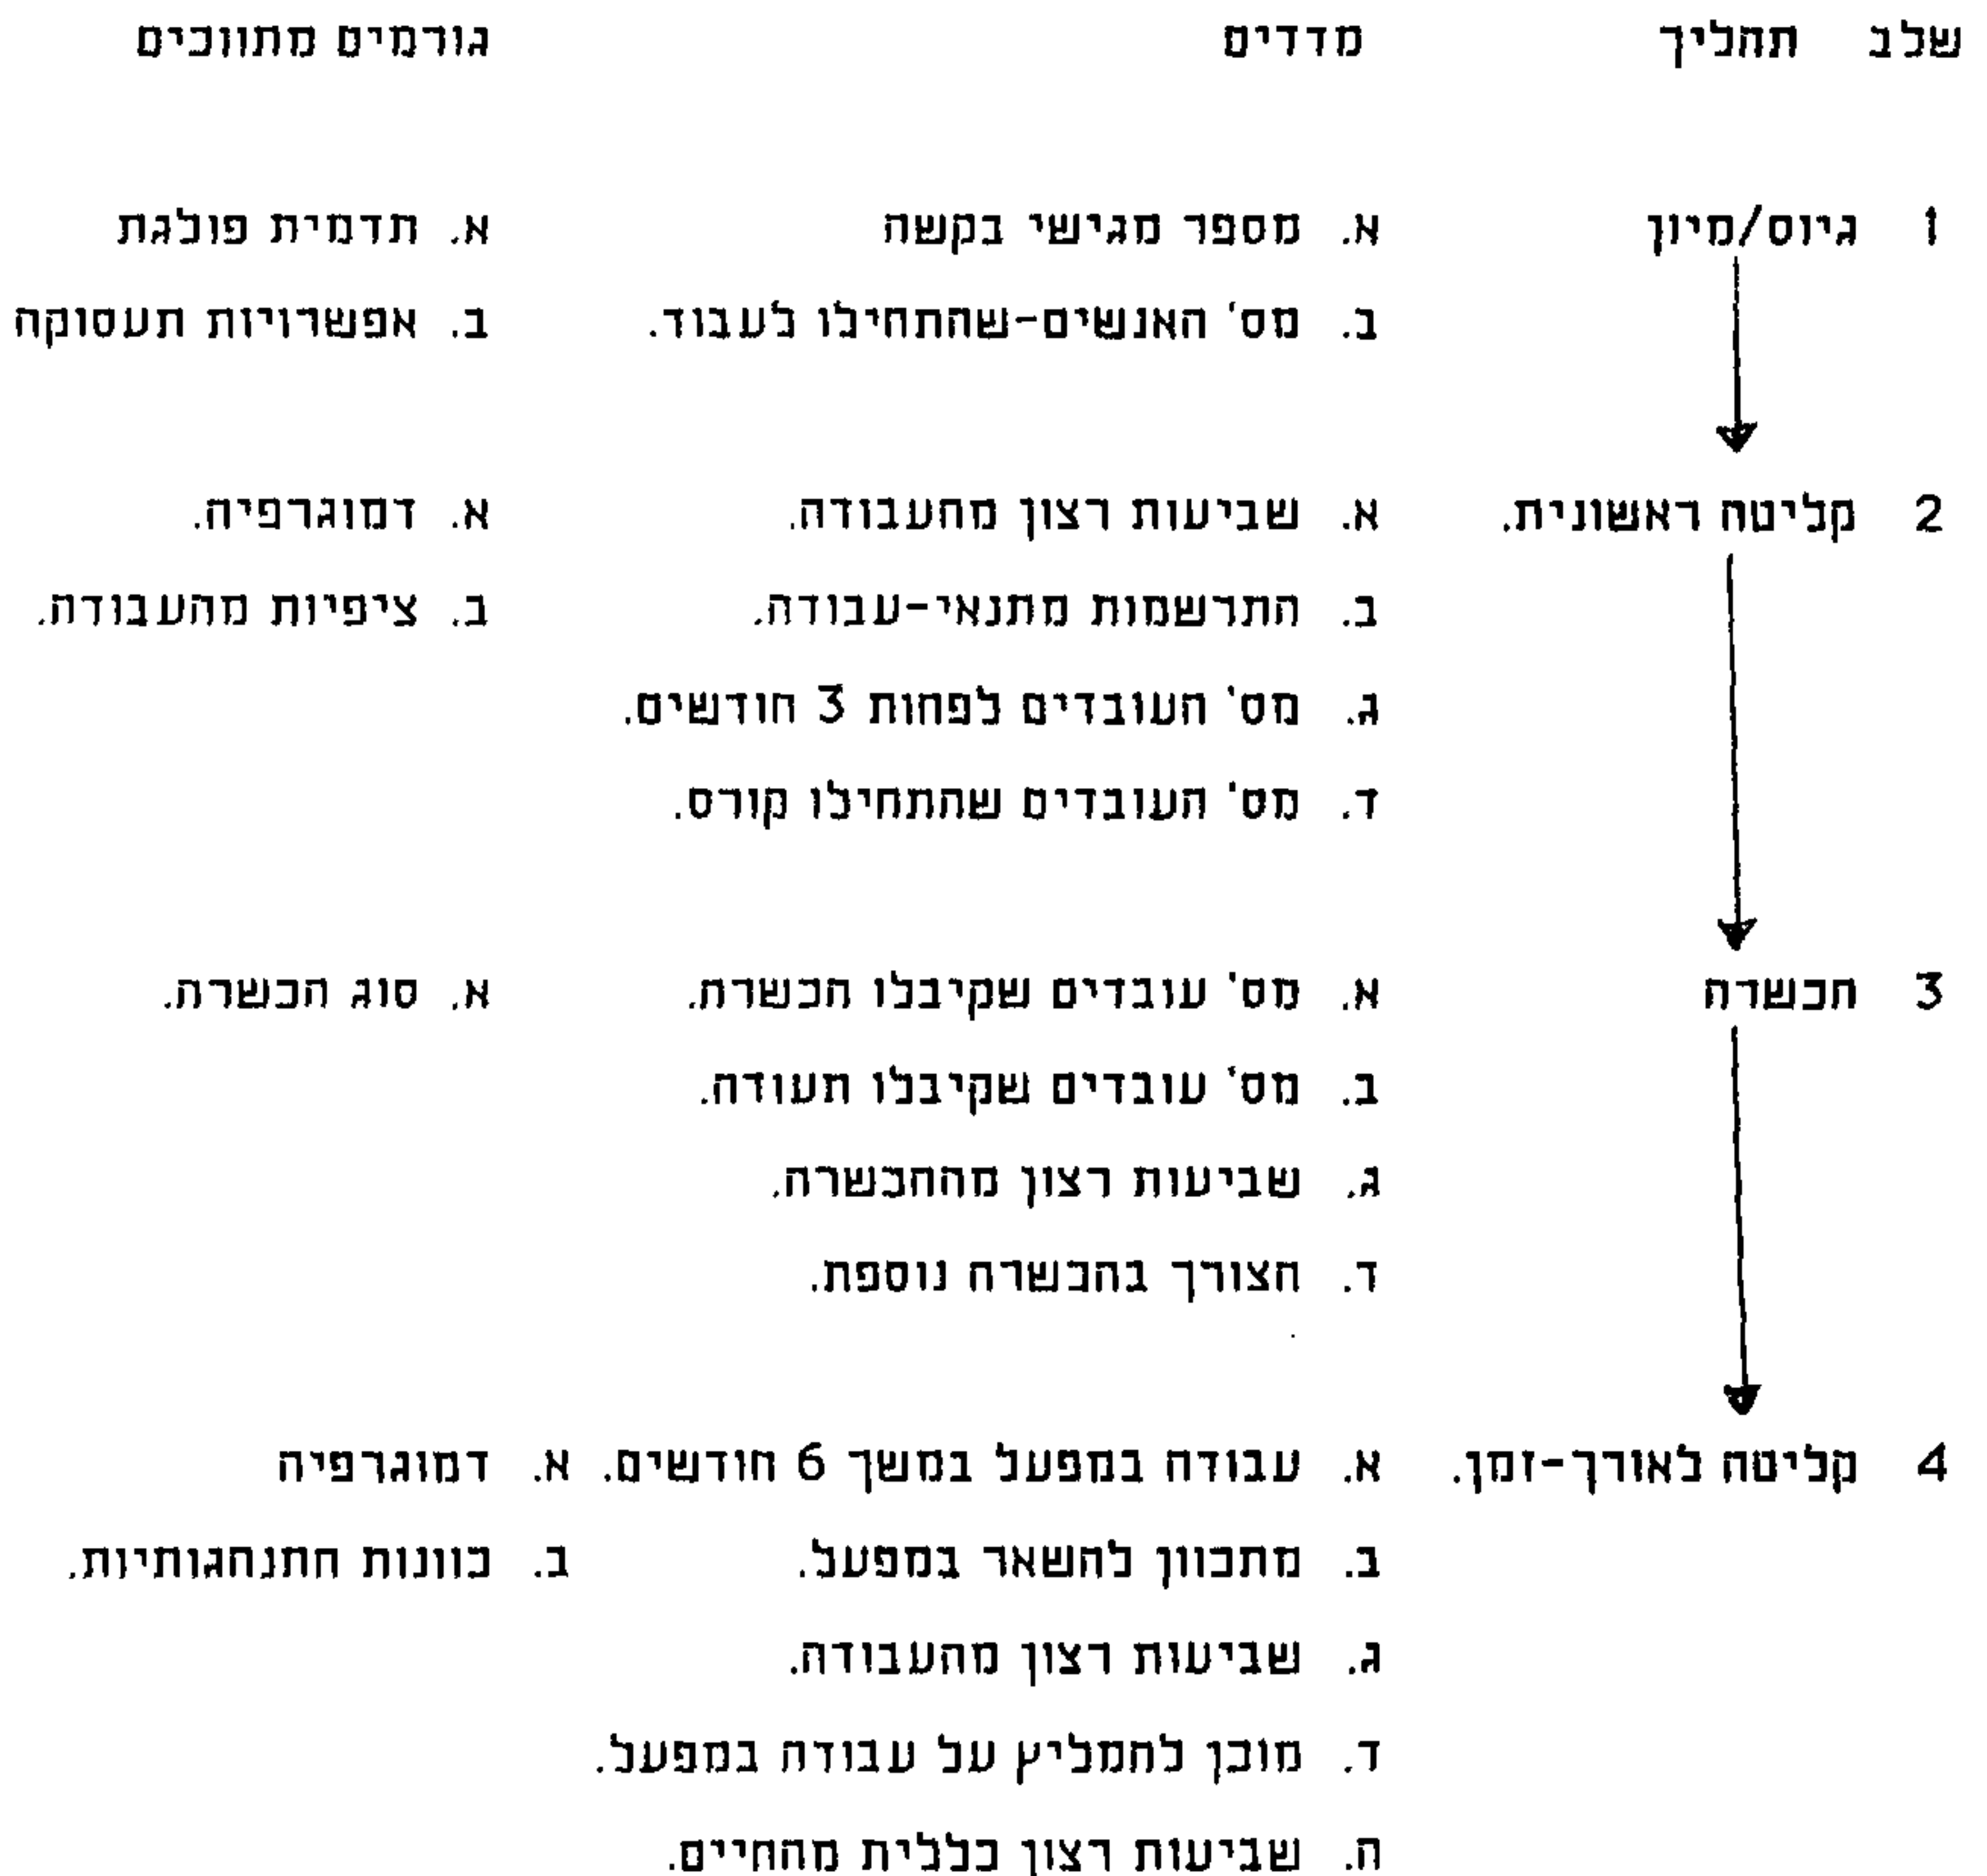 שלב תהליך מדדים גורמים מתווכים
1 גיוס/מיון א. מספר מגישי בקשה א. תדמית פולגת
ב. מס' האנשים-שהתחילו לעבוד. ב. אפשרויות תעסוקה
2 קליטה ראשונית. א. שביעות רצון מהעבודה. א. דמוגרפיה.
ב. התרשמות מתנאי-עבודה. ב. ציפיות מהעבודה.
ג. מס' העובדים לפחות 3 חודשים.
ד. מס' העובדים שהתחילו קורס.
3 הכשרה א. מס' עובדים שקיבלו הכשרה. א. סוג הכשרה.
ב. מס' עובדים שקיבלו תעודה.
ג. שביעות רצון מההכשרה.
ד. הצורך בהכשרה נוספת.
4 קליטה לאורך-זמן. א. עבודה במפעל במשך 6 חודשים. א. דמוגרפיה
ב. מתכוון להשאר במפעל. ב. כוונות התנהגותיות.
ג. שביעות רצון מהעבודה.
ד. מוכן להמליץ על עבודה במפעל.
ה. שביעות רצון כללית מהחיים.